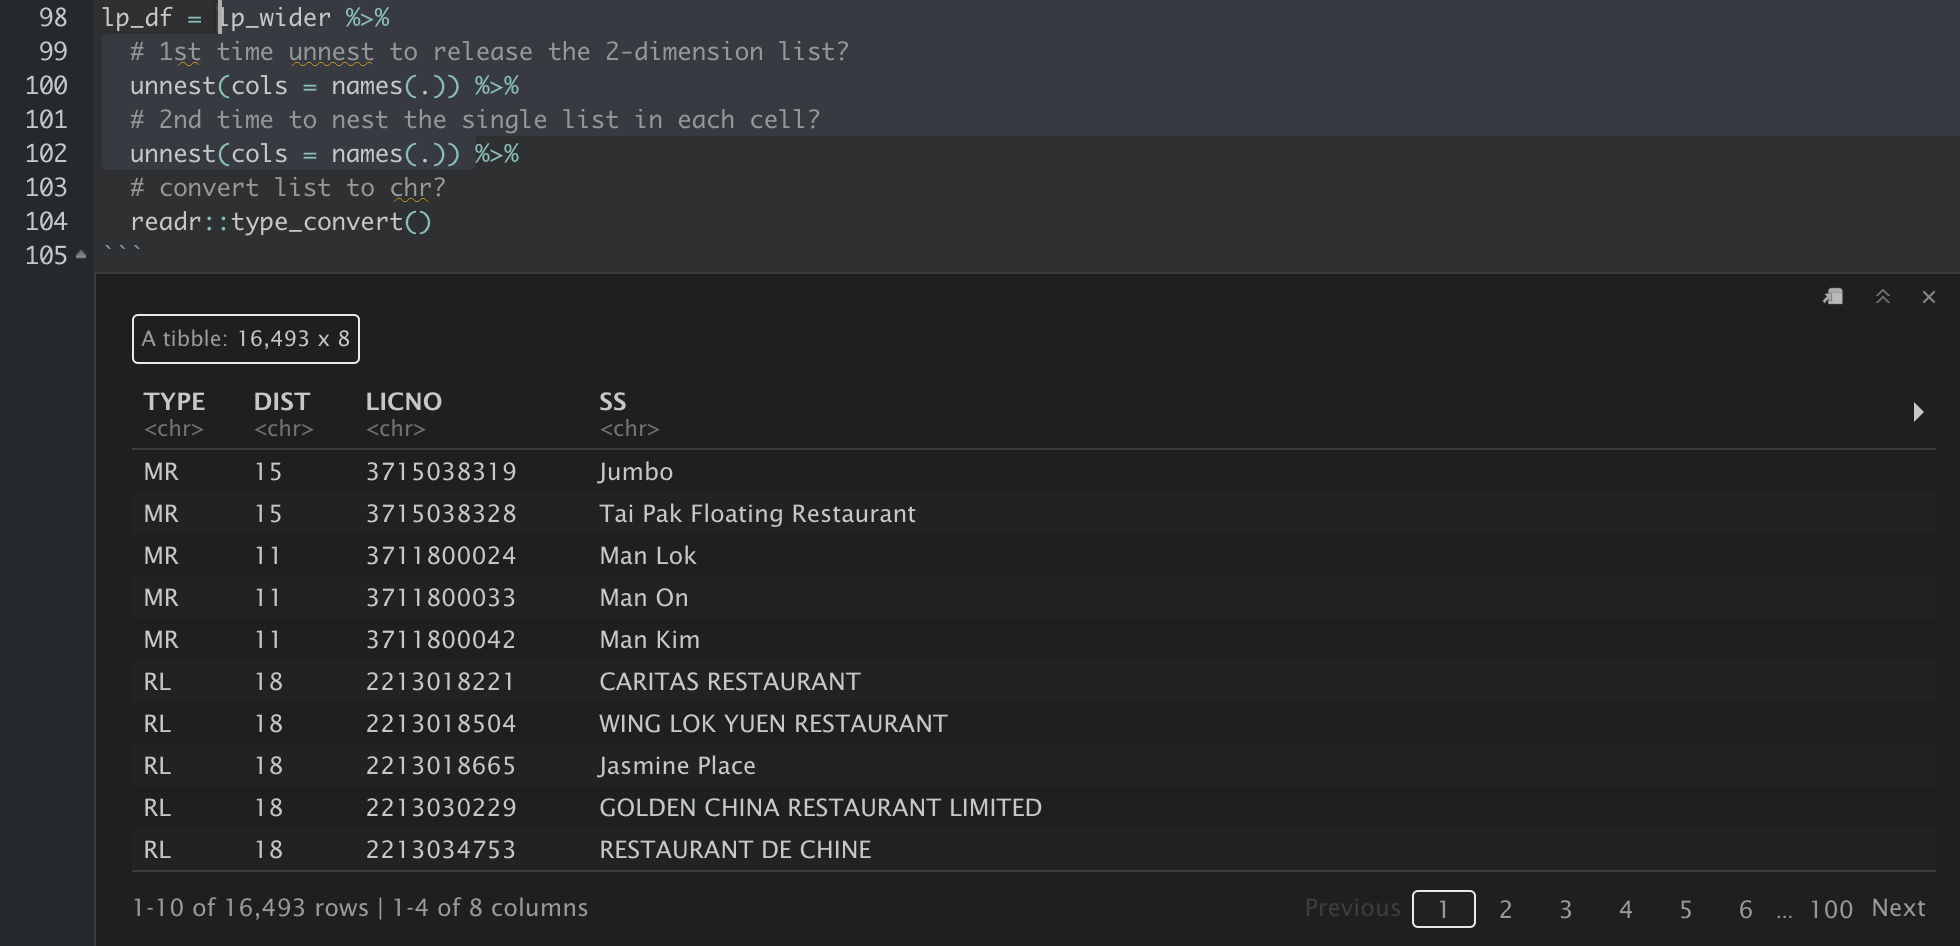 98 lp_df = lp_wider %>%
99 # 1st time unnest to release the 2-dimension list?
100 unnest(cols = names(.)) %>%
101 # 2nd time to nest the single list in each cell?
102 unnest(cols = names(.)) %>%
103 # convert list to chr?
104 readr::type_convert()
105 ```
A tibble: 16,493 x 8
TYPE DIST LICNO SS
<chr> <chr> <chr> <chr>
MR 15 3715038319 Jumbo
MR 15 3715038328 Tai Pak Floating Restaurant
MR 11 3711800024 Man Lok
MR 11 3711800033 Man On
MR 11 3711800042 Man Kim
RL 18 2213018221 CARITAS RESTAURANT
RL 18 2213018504 WING LOK YUEN RESTAURANT
RL 18 2213018665 Jasmine Place
RL 18 2213030229 GOLDEN CHINA RESTAURANT LIMITED
RL 18 2213034753 RESTAURANT DE CHINE
1-10 of 16,493 rows | 1-4 of 8 columns Previous 1 2 3 4 5 6 ... 100 Next